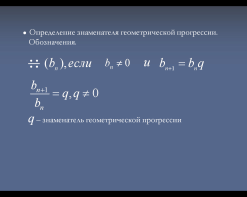 • Определение знаменателя геометрической прогрессии.
Обозначения.
∺ (bₙ), если bₙ ≠ 0 и bₙ₊₁ = bₙq
bₙ₊₁/bₙ = q, q ≠ 0
q – знаменатель геометрической прогрессии